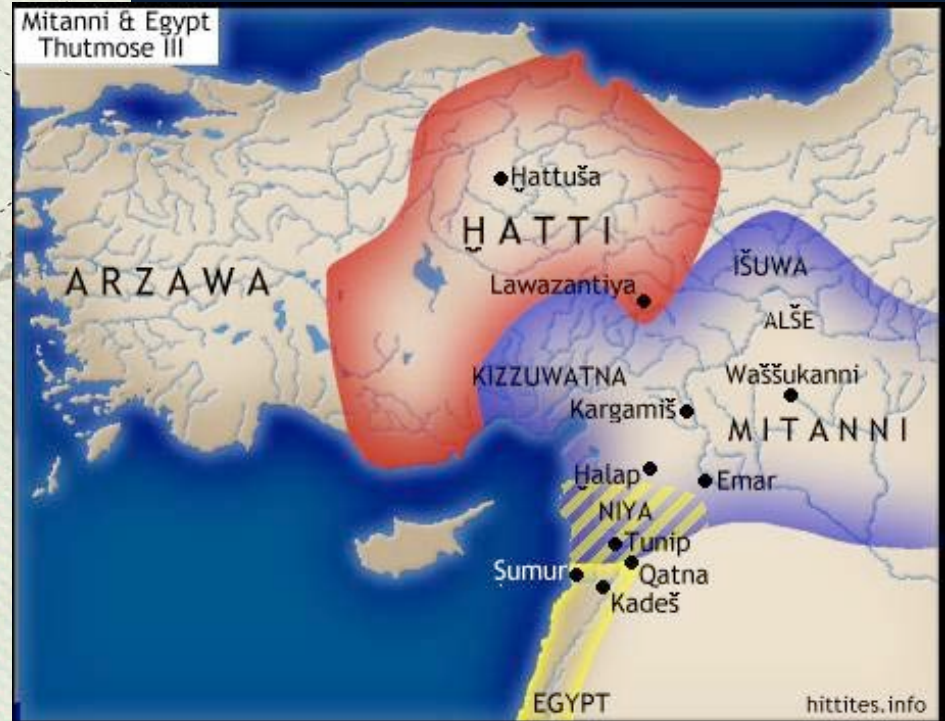 Mitanni & Egypt
Thutmose III
Ḫattuša
ḪATTI
ARZAWA
IŠUWA
Lawazantiya
ALŠE
KIZZUWATNA
Waššukanni
Kargamiš
MITANNI
Ḫalap
Emar
NIYA
Tunip
Sumur
Qatna
Kadeš
EGYPT
hittites.info